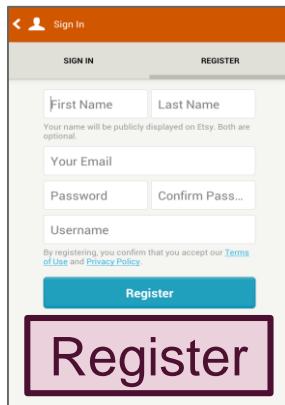 Sign In
SIGN IN REGISTER
First Name Last Name
Your name will be publicly displayed on Etsy. Both are
optional.
Your Email
Password Confirm Pass...
Username
By registering, you confirm that you accept our Terms
of Use and Privacy Policy.
Register
Register